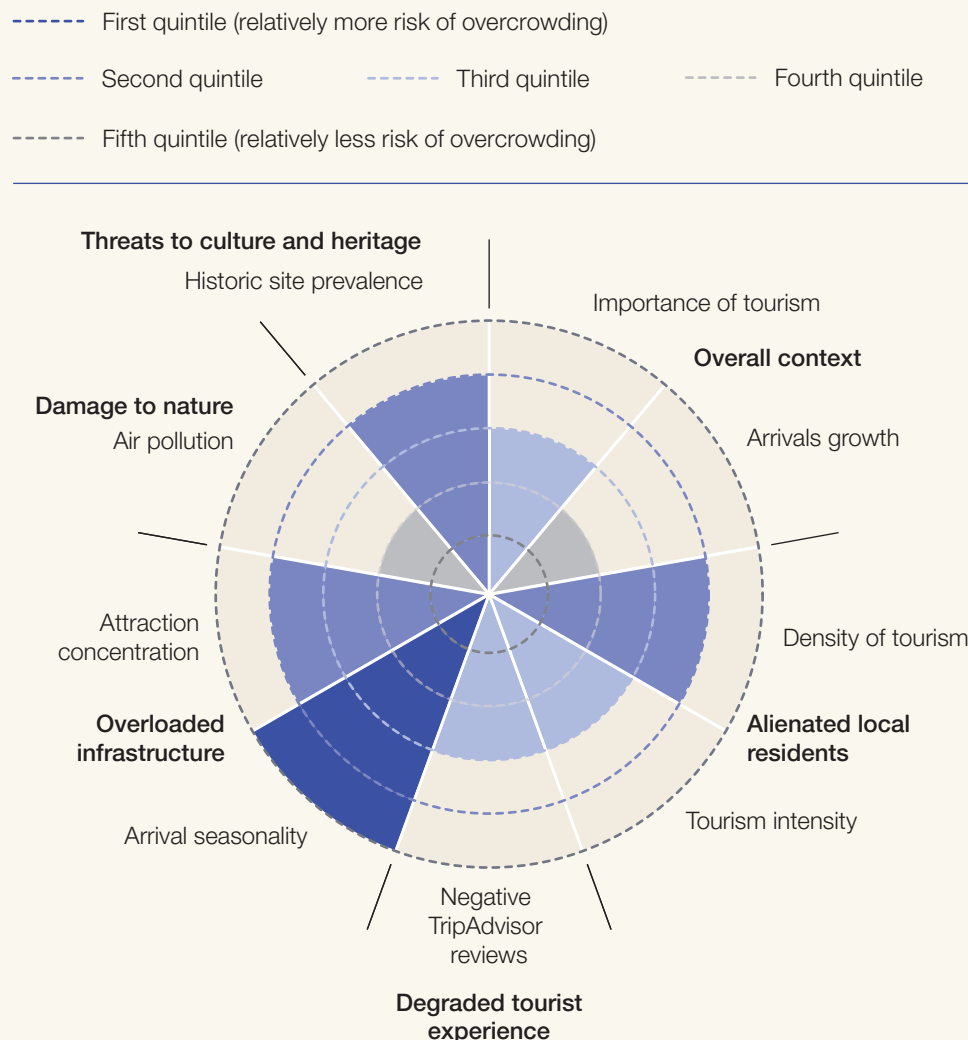 First quintile (relatively more risk of overcrowding)
Second quintile
Third quintile
Fourth quintile
Fifth quintile (relatively less risk of overcrowding)
Threats to culture and heritage
Historic site prevalence
Importance of tourism
Overall context
Damage to nature
Air pollution
Arrivals growth
Attraction
concentration
Density of tourism
Overloaded
infrastructure
Alienated local
residents
Arrival seasonality
Tourism intensity
Negative
TripAdvisor
reviews
Degraded tourist
experience